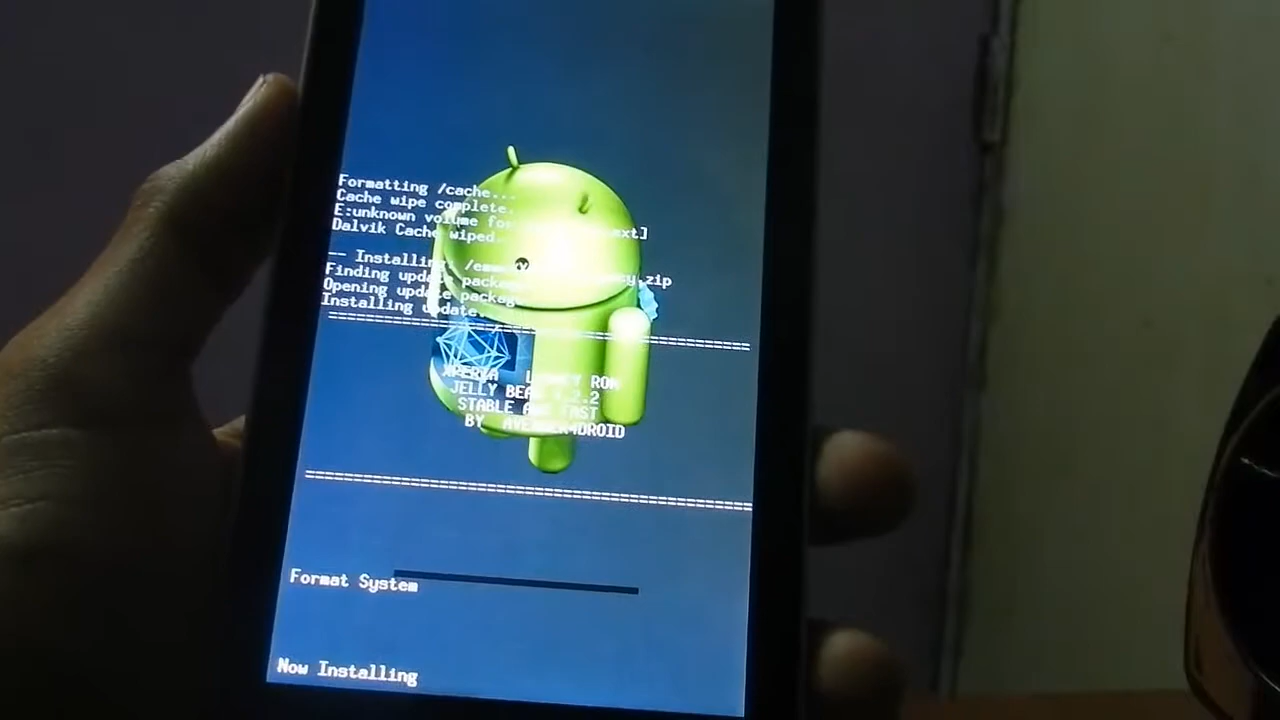 Formatting /cache...
Cache wipe complete.
E:unknown volume for
Dalvik Cache wiped.
-- Installing:
Finding update package
Opening update package
Installing update.
XPERIA ROM
JELLY BEAN
STABLE AND FAST
BY
Format System
Now Installing